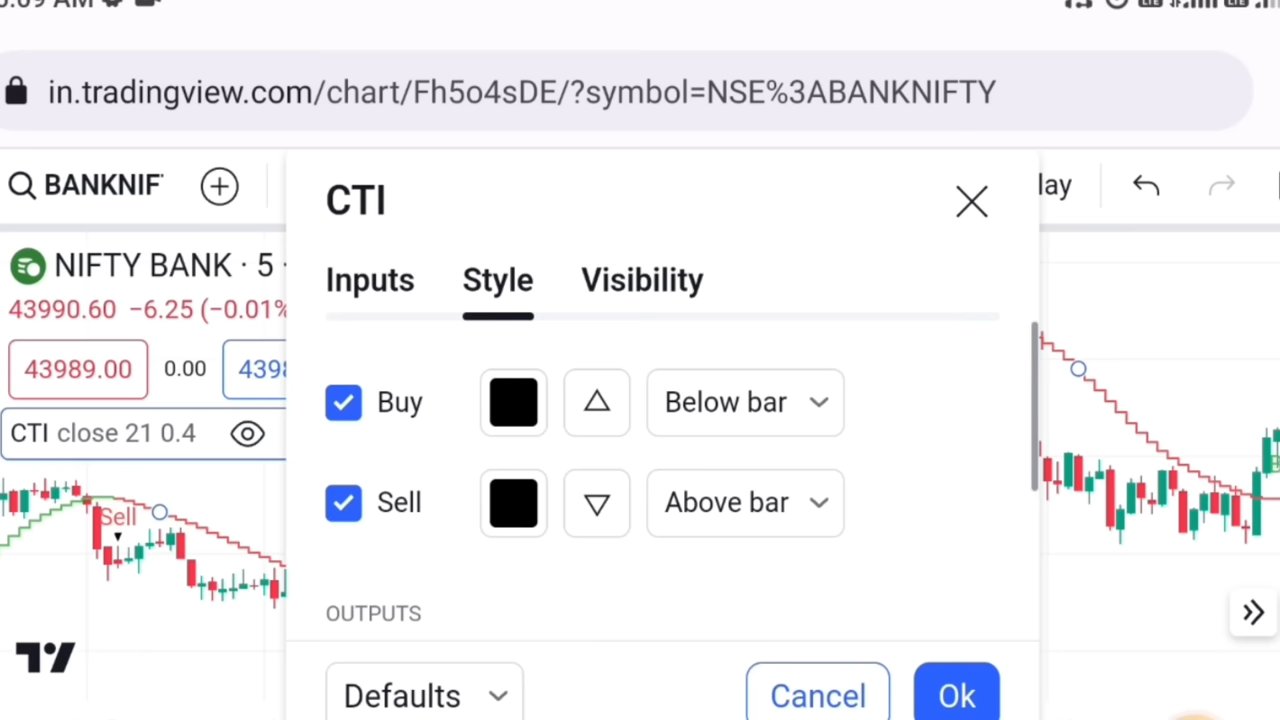 in.tradingview.com/chart/Fh5o4sDE/?symbol=NSE%3ABANKNIFTY
BANKNIF
lay
CTI
NIFTY BANK · 5 ·
43990.60 −6.25 (−0.01%
43989.00 0.00 4398
CTI close 21 0.4
Sell
Inputs Style Visibility
Buy Below bar
Sell Above bar
OUTPUTS
Defaults Cancel Ok